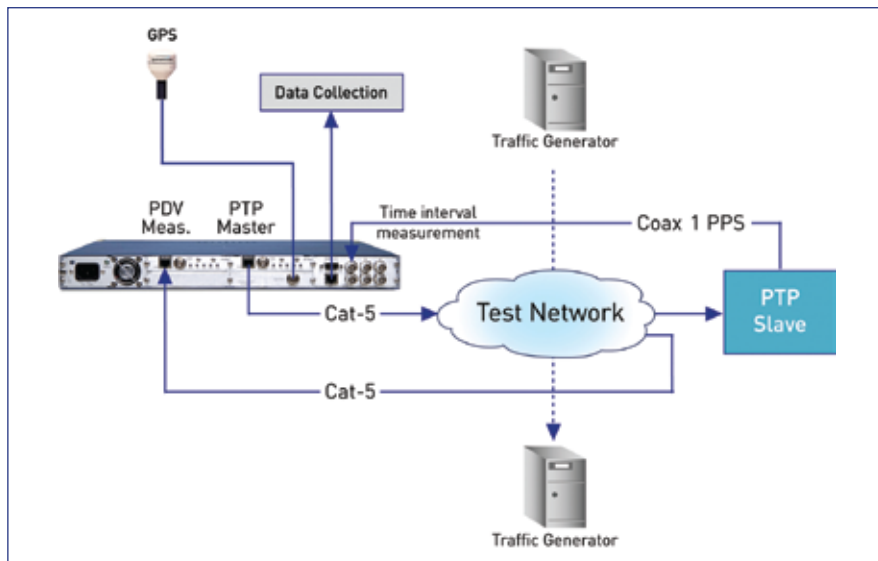 GPS
Data Collection
Traffic Generator
PDV
Meas.
PTP
Master
Time interval
measurement
Coax 1 PPS
Cat-5
Test Network
PTP
Slave
Cat-5
Traffic Generator